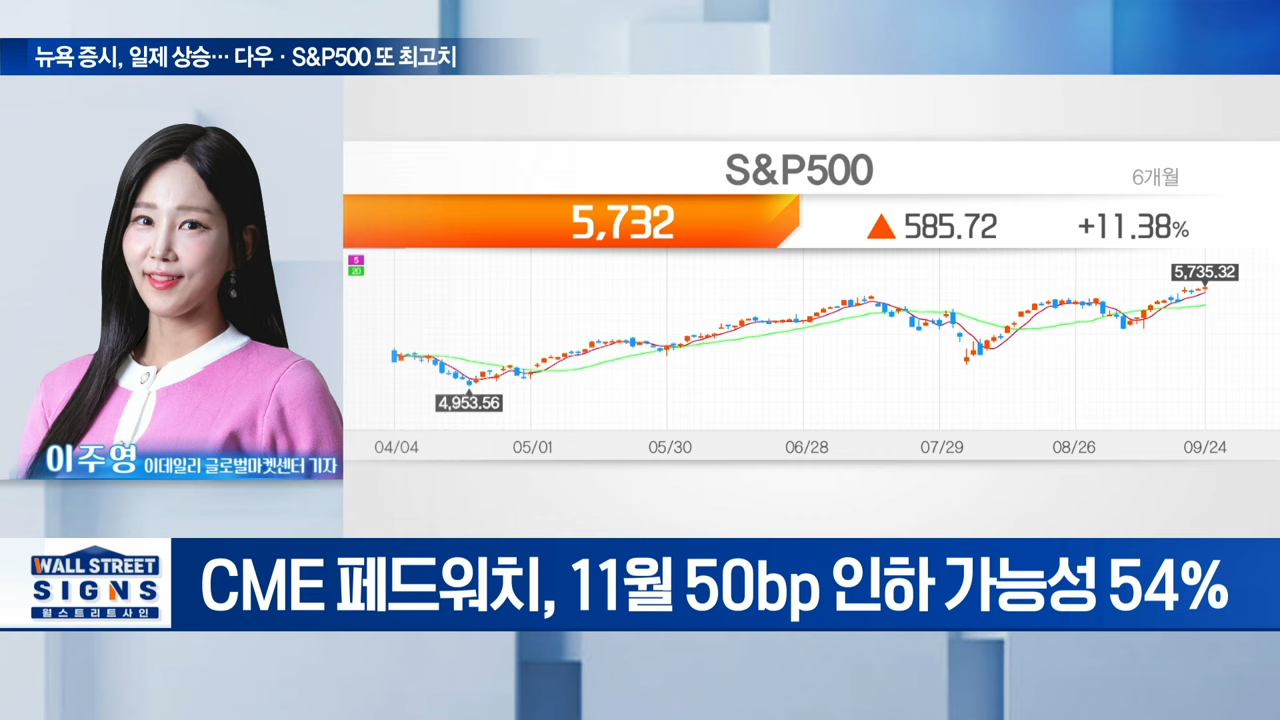 뉴욕 증시, 일제 상승… 다우 · S&P500 또 최고치
S&P500
6개월
5,732
▲ 585.72
+11.38%
5
20
5,735.32
4,953.56
04/04 05/01 05/30 06/28 07/29 08/26 09/24
이주영 이데일리 글로벌마켓센터 기자
WALL STREET
SIGNS
월스트리트사인
CME 페드워치, 11월 50bp 인하 가능성 54%